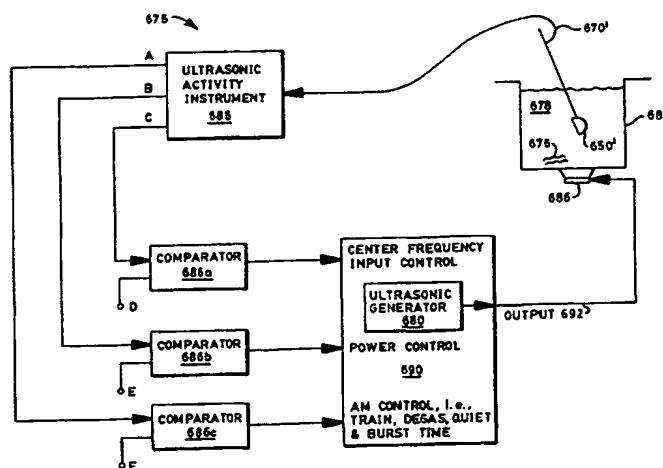 675
670'
A
B
C
ULTRASONIC
ACTIVITY
INSTRUMENT
685
678
68
650'
676
686
COMPARATOR
686a
D
COMPARATOR
686b
E
COMPARATOR
686c
F
CENTER FREQUENCY
INPUT CONTROL
ULTRASONIC
GENERATOR
680
OUTPUT 692
POWER CONTROL
690
AM CONTROL, i.e.,
TRAIN, DEGAS, QUIET
& BURST TIME